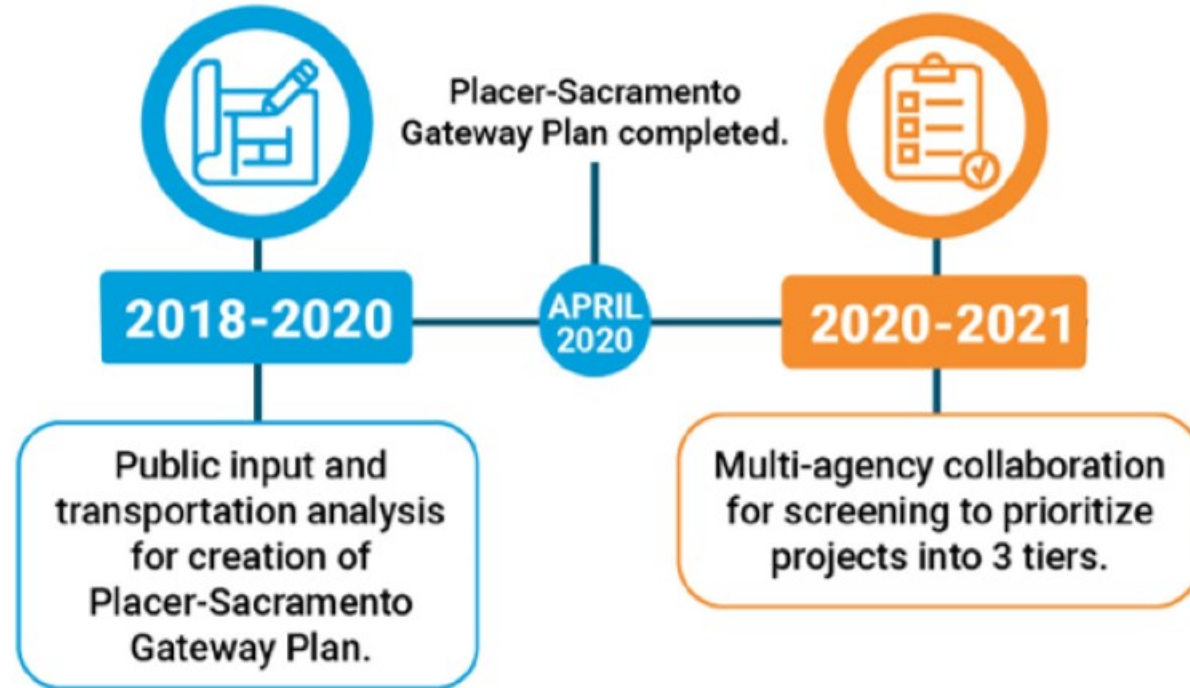 2018-2020
Public input and
transportation analysis
for creation of
Placer-Sacramento
Gateway Plan.
Placer-Sacramento
Gateway Plan completed.
APRIL
2020
2020-2021
Multi-agency collaboration
for screening to prioritize
projects into 3 tiers.